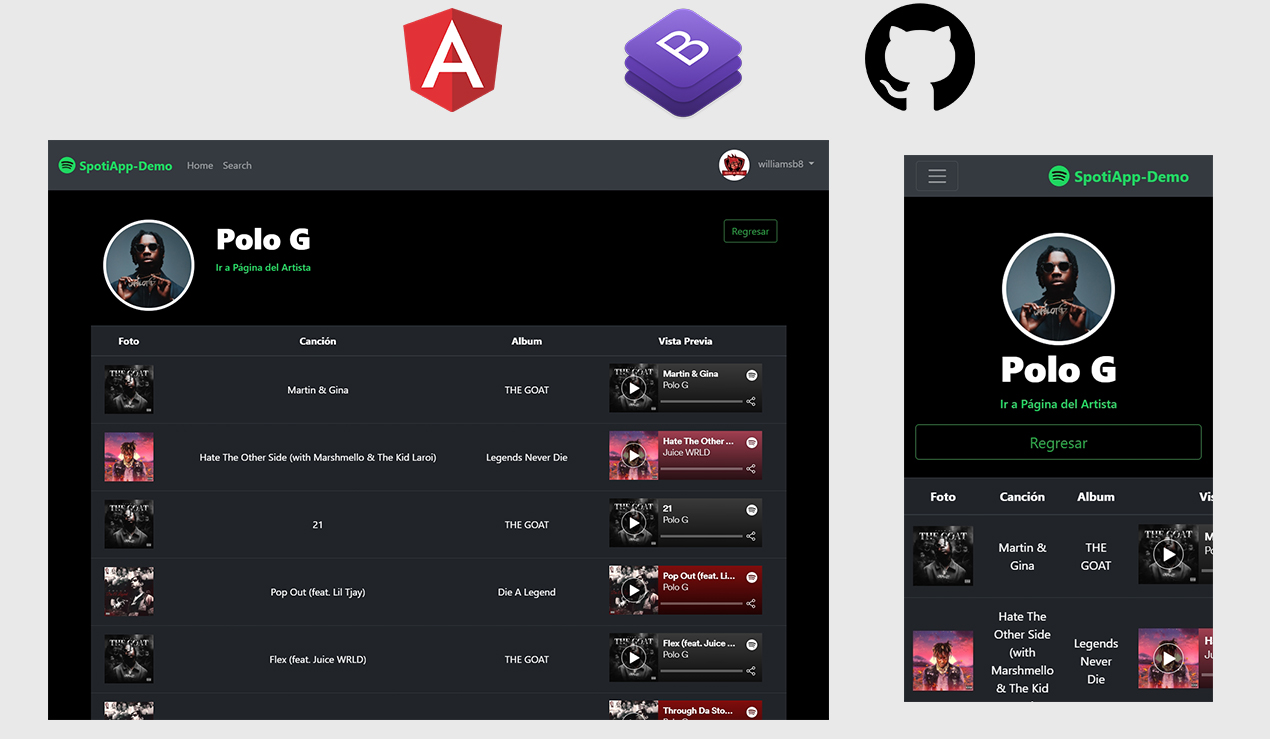 A
B
SpotiApp-Demo Home Search williamsb8
Polo G
Regresar
Ir a Página del Artista
Foto Canción Album Vista Previa
THE GOAT Martin & Gina THE GOAT THE GOAT Martin & Gina
Polo G
Hate The Other Side (with Marshmello & The Kid Laroi) Legends Never Die Hate The Other ...
Juice WRLD
THE GOAT 21 THE GOAT THE GOAT 21
Polo G
Pop Out (feat. Lil Tjay) Die A Legend Pop Out (feat. Li...
Polo G
THE GOAT Flex (feat. Juice WRLD) THE GOAT THE GOAT Flex (feat. Juice ...
Polo G
Through Da Sto...
Polo G
SpotiApp-Demo
Polo G
Ir a Página del Artista
Regresar
Foto Canción Album Vis
THE GOAT Martin &
Gina
THE
GOAT
THE GOAT M
Po
Hate The
Other Side
(with
Marshmello
& The Kid
Legends
Never
Die
H
Ju